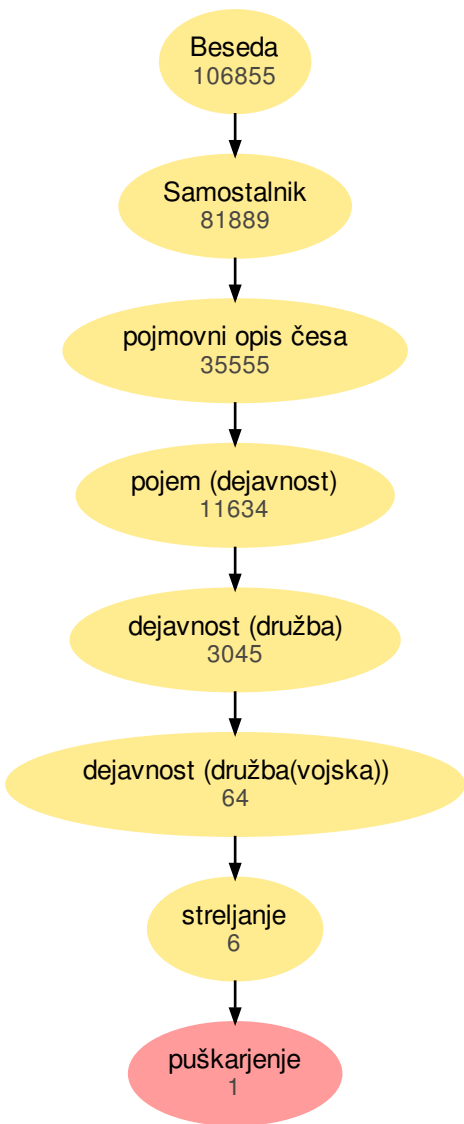 Beseda
106855
Samostalnik
81889
pojmovni opis česa
35555
pojem (dejavnost)
11634
dejavnost (družba)
3045
dejavnost (družba(vojska))
64
streljanje
6
puškarjenje
1